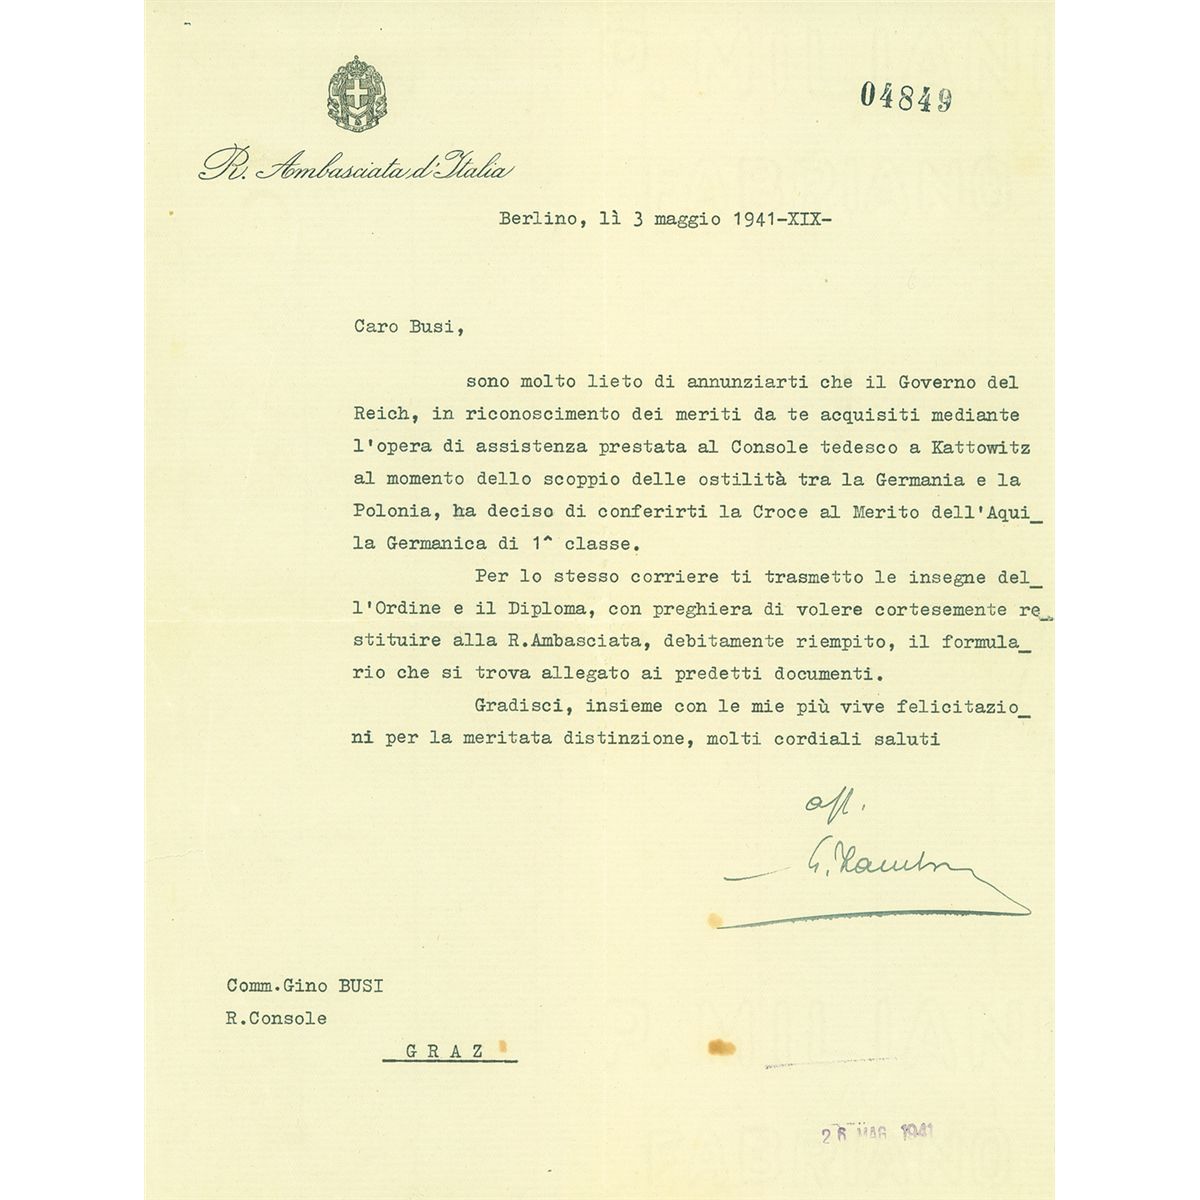 04849
R. Ambasciata d'Italia
Berlino, lì 3 maggio 1941-XIX-
Caro Busi,
sono molto lieto di annunziarti che il Governo del
Reich, in riconoscimento dei meriti da te acquisiti mediante
l'opera di assistenza prestata al Console tedesco a Kattowitz
al momento dello scoppio delle ostilità tra la Germania e la
Polonia, ha deciso di conferirti la Croce al Merito dell'Aqui_
la Germanica di 1^ classe.
Per lo stesso corriere ti trasmetto le insegne del_
l'Ordine e il Diploma, con preghiera di volere cortesemente re_
stituire alla R.Ambasciata, debitamente riempito, il formula_
rio che si trova allegato ai predetti documenti.
Gradisci, insieme con le mie più vive felicitazio_
ni per la meritata distinzione, molti cordiali saluti
Comm.Gino BUSI
R.Console
GRAZ
26 MAG 1941